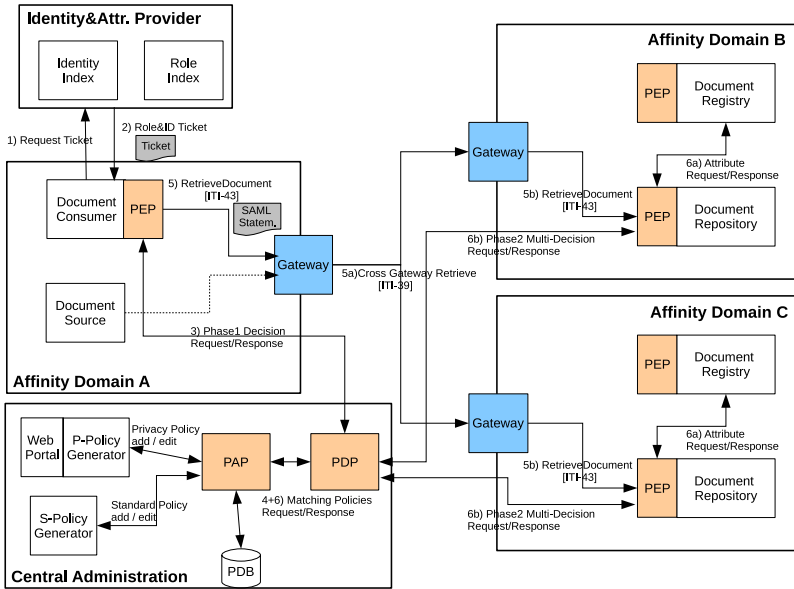 Identity&Attr. Provider
Identity
Index
Role
Index
1) Request Ticket
2) Role&ID Ticket
Ticket
Document
Consumer
PEP
5) RetrieveDocument
[ITI-43]
SAML
Statem.
Gateway
Document
Source
3) Phase1 Decision
Request/Response
Affinity Domain A
5a)Cross Gateway Retrieve
[ITI-39]
Affinity Domain B
PEP
Document
Registry
Gateway
6a) Attribute
Request/Response
5b) RetrieveDocument
[ITI-43]
PEP
Document
Repository
6b) Phase2 Multi-Decision
Request/Response
Affinity Domain C
PEP
Document
Registry
Gateway
6a) Attribute
Request/Response
5b) RetrieveDocument
[ITI-43]
PEP
Document
Repository
6b) Phase2 Multi-Decision
Request/Response
Web
Portal
P-Policy
Generator
Privacy Policy
add / edit
PAP
PDP
4+6) Matching Policies
Request/Response
Standard Policy
add / edit
S-Policy
Generator
PDB
Central Administration